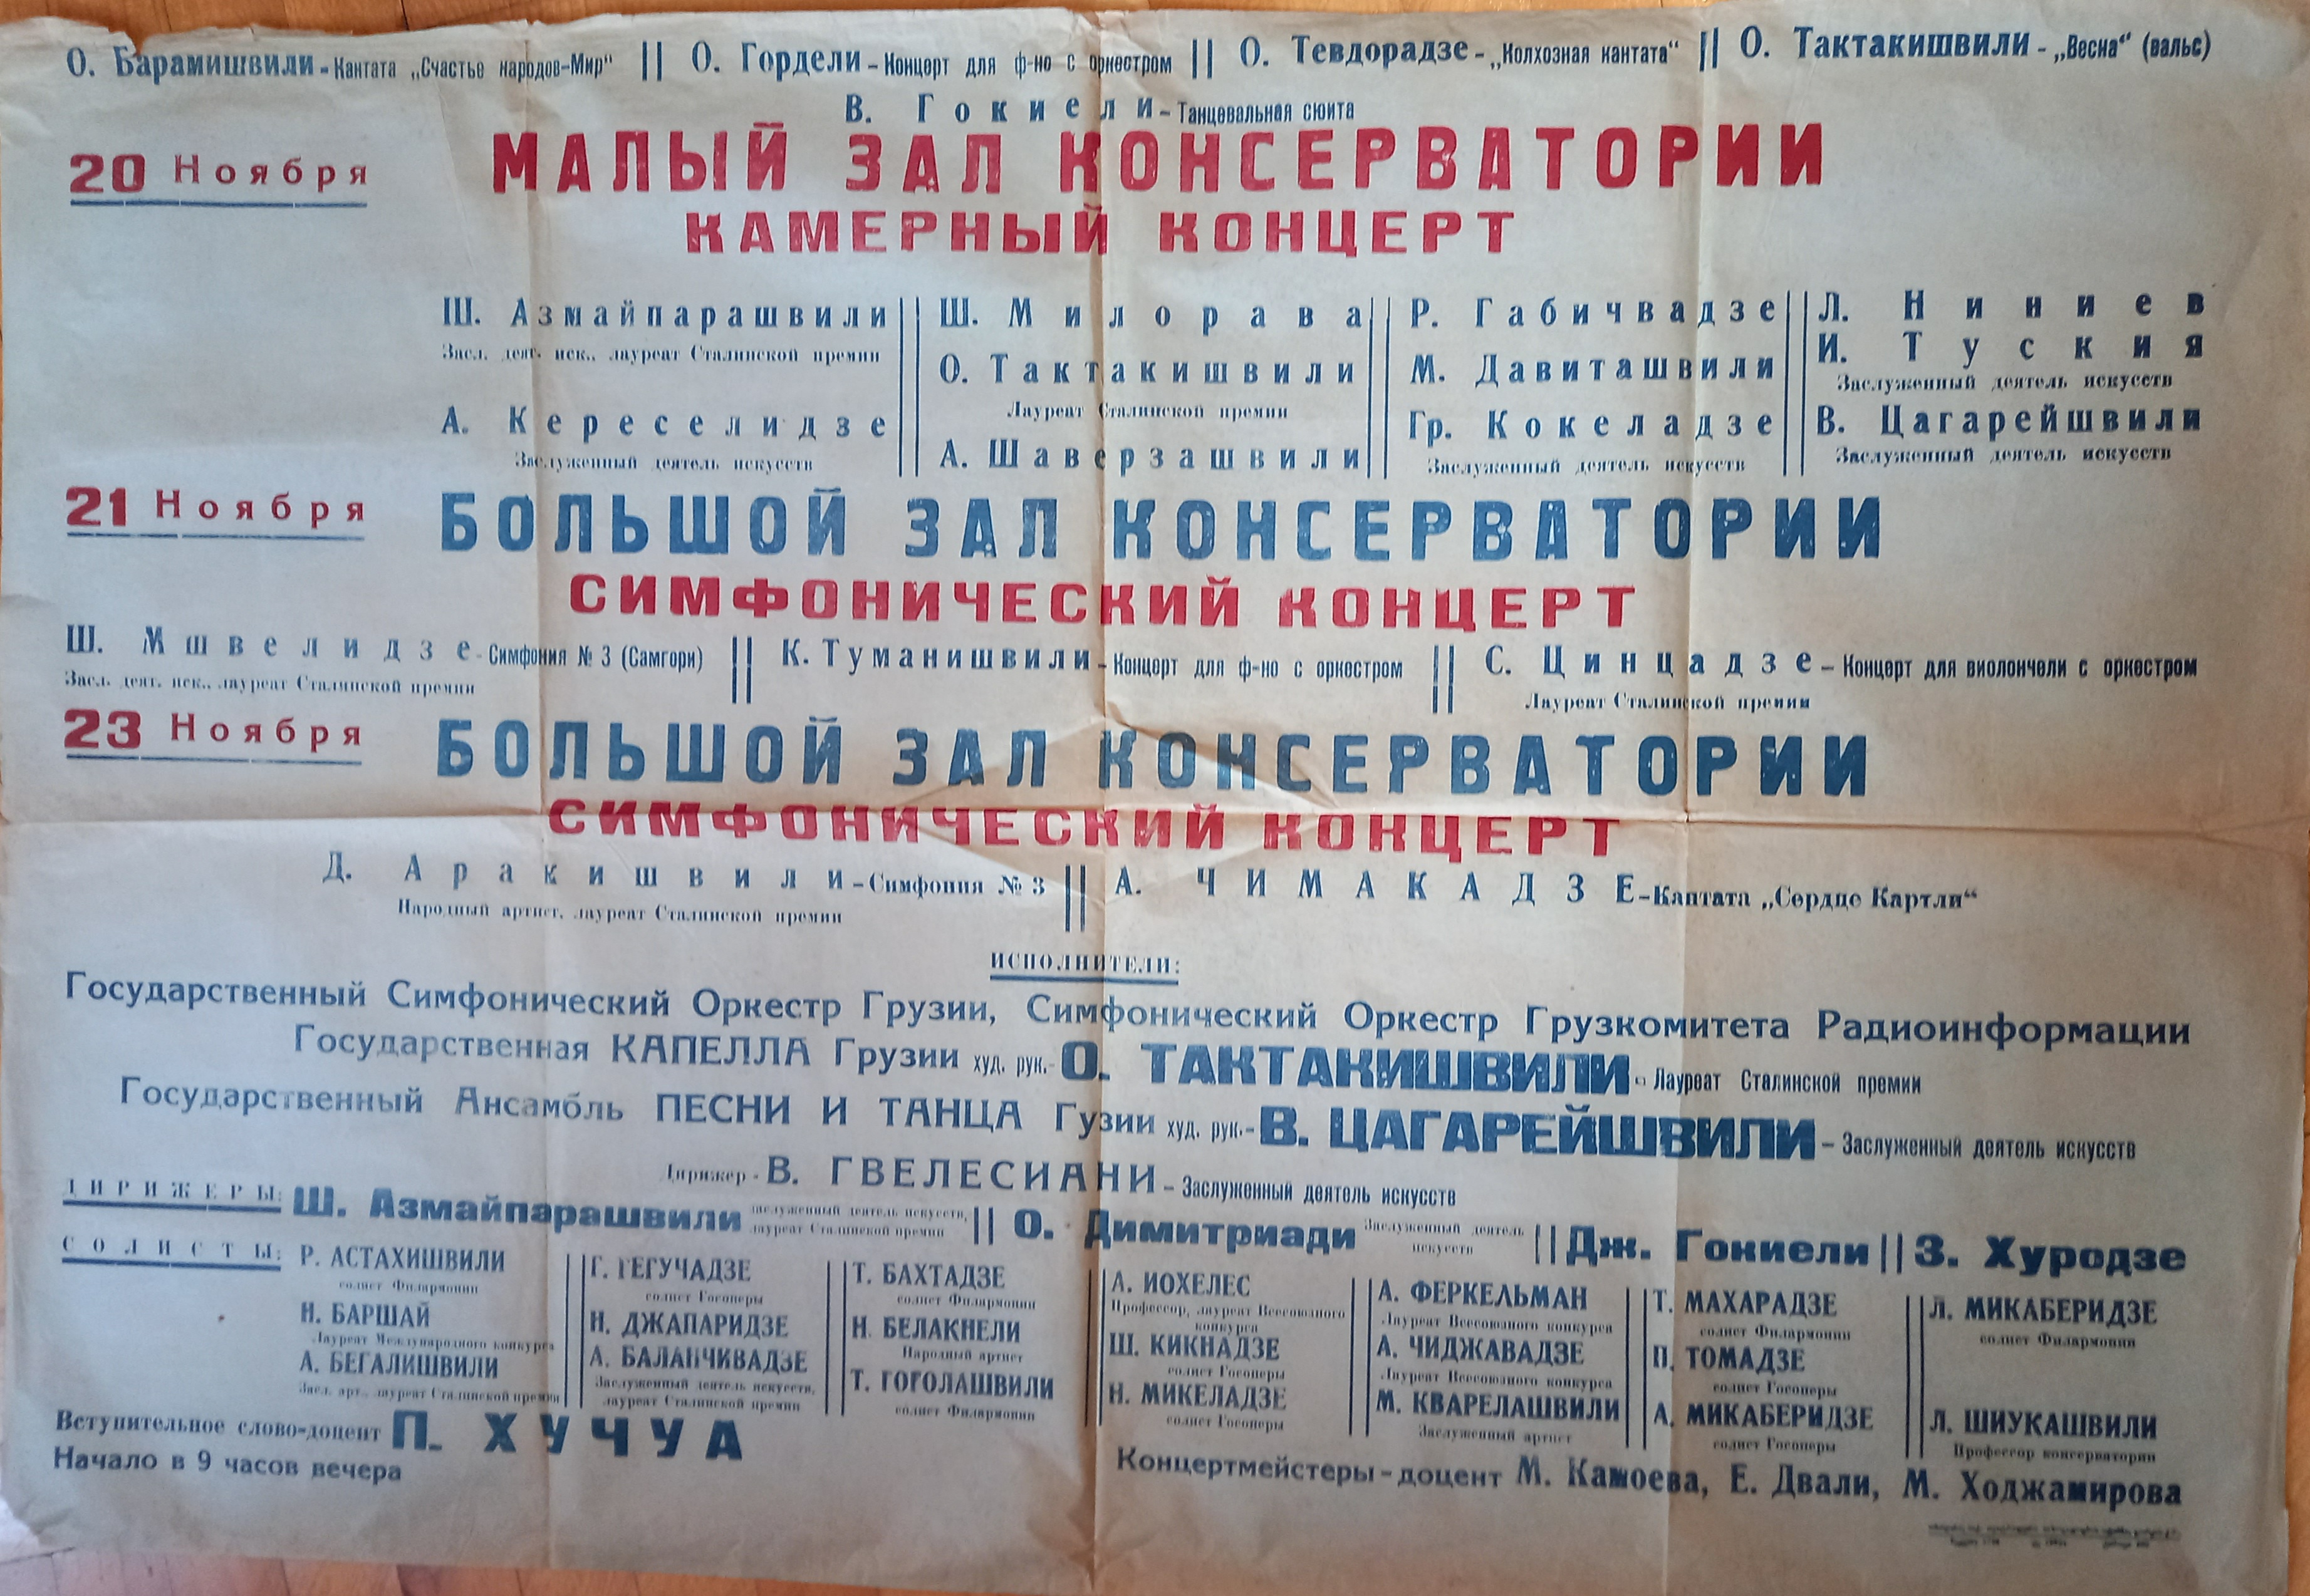 О. Барамишвили - Кантата „Счастье народов-Мир“ || О. Гордели - Концерт для ф-но с оркестром || О. Тевдорадзе - „Колхозная кантата“ || О. Тактакишвили - „Весна“ (вальс)
В. Гокиели - Танцевальная сюита
20 Ноября
МАЛЫЙ ЗАЛ КОНСЕРВАТОРИИ
КАМЕРНЫЙ КОНЦЕРТ
Ш. Азмайпарашвили
Засл. деят. иск., лауреат Сталинской премии
А. Кереселидзе
Заслуженный деятель искусств
Ш. Милорава
О. Тактакишвили
Лауреат Сталинской премии
А. Шаверзашвили
Р. Габичвадзе
М. Давиташвили
Гр. Кокеладзе
Заслуженный деятель искусств
Л. Ниниев
И. Туския
Заслуженный деятель искусств
В. Цагарейшвили
Заслуженный деятель искусств
21 Ноября
БОЛЬШОЙ ЗАЛ КОНСЕРВАТОРИИ
СИМФОНИЧЕСКИЙ КОНЦЕРТ
Ш. Мшвелидзе - Симфония № 3 (Самгори)
Засл. деят. иск., лауреат Сталинской премии
К. Туманишвили - Концерт для ф-но с оркестром
С. Цинцадзе - Концерт для виолончели с оркестром
Лауреат Сталинской премии
23 Ноября
БОЛЬШОЙ ЗАЛ КОНСЕРВАТОРИИ
СИМФОНИЧЕСКИЙ КОНЦЕРТ
Д. Аракишвили - Симфония № 3
Народный артист, лауреат Сталинской премии
А. ЧИМАКАДЗЕ - Кантата „Сердце Картли“
ИСПОЛНИТЕЛИ:
Государственный Симфонический Оркестр Грузии, Симфонический Оркестр Грузкомитета Радиоинформации
Государственная КАПЕЛЛА Грузии худ. рук.- О. ТАКТАКИШВИЛИ - Лауреат Сталинской премии
Государственный Ансамбль ПЕСНИ И ТАНЦА Гузии худ. рук.- В. ЦАГАРЕЙШВИЛИ - Заслуженный деятель искусств
Дирижер - В. ГВЕЛЕСИАНИ - Заслуженный деятель искусств
ДИРИЖЕРЫ: Ш. Азмайпарашвили заслуженный деятель искусств, лауреат Сталинской премии || О. Димитриади Заслуженный деятель искусств || Дж. Гокиели || З. Хуродзе
СОЛИСТЫ:
Р. АСТАХИШВИЛИ
солист Филармонии
Н. БАРШАЙ
Лауреат Международного конкурса
А. БЕГАЛИШВИЛИ
Засл. арт., лауреат Сталинской премии
Г. ГЕГУЧАДЗЕ
солист Госоперы
Н. ДЖАПАРИДЗЕ
А. БАЛАНЧИВАДЗЕ
Заслуженный деятель искусств,
лауреат Сталинской премии
Т. БАХТАДЗЕ
солист Филармонии
Н. БЕЛАКНЕЛИ
Народный артист
Т. ГОГОЛАШВИЛИ
солист Филармонии
А. ИОХЕЛЕС
Профессор, лауреат Всесоюзного
конкурса
Ш. КИКНАДЗЕ
солист Госоперы
Н. МИКЕЛАДЗЕ
солист Госоперы
А. ФЕРКЕЛЬМАН
Лауреат Всесоюзного конкурса
А. ЧИДЖАВАДЗЕ
Лауреат Всесоюзного конкурса
М. КВАРЕЛАШВИЛИ
Заслуженный артист
Т. МАХАРАДЗЕ
солист Филармонии
П. ТОМАДЗЕ
солист Госоперы
А. МИКАБЕРИДЗЕ
солист Госоперы
Л. МИКАБЕРИДЗЕ
солист Филармонии
Л. ШИУКАШВИЛИ
Профессор консерватории
Вступительное слово-доцент П. ХУЧУА
Начало в 9 часов вечера
Концертмейстеры - доцент М. Камоева, Е. Двали, М. Ходжамирова